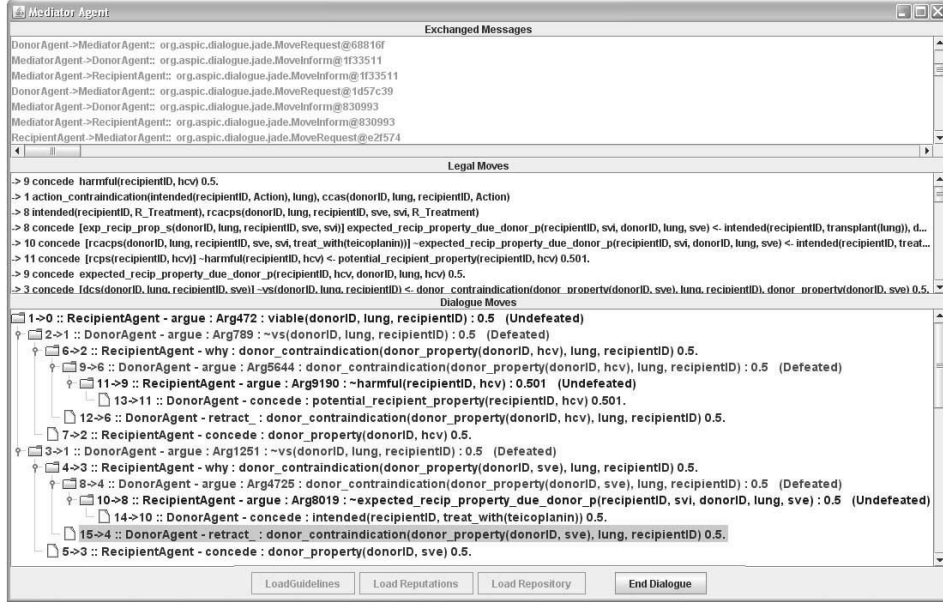 Mediator Agent
Exchanged Messages
DonorAgent->MediatorAgent:: org.aspic.dialogue.jade.MoveRequest@68816f
MediatorAgent->DonorAgent:: org.aspic.dialogue.jade.MoveInform@1f33511
MediatorAgent->RecipientAgent:: org.aspic.dialogue.jade.MoveInform@1f33511
DonorAgent->MediatorAgent:: org.aspic.dialogue.jade.MoveRequest@1d57c39
MediatorAgent->DonorAgent:: org.aspic.dialogue.jade.MoveInform@830993
MediatorAgent->RecipientAgent:: org.aspic.dialogue.jade.MoveInform@830993
RecipientAgent->MediatorAgent:: org.aspic.dialogue.jade.MoveRequest@e2f574
Legal Moves
-> 9 concede harmful(recipientID, hcv) 0.5.
-> 1 action_contraindication(intended(recipientID, Action), lung), ccas(donorID, lung, recipientID, Action)
-> 8 intended(recipientID, R_Treatment), rcacps(donorID, lung, recipientID, sve, svi, R_Treatment)
-> 8 concede [exp_recip_prop_s(donorID, lung, recipientID, sve, svi)] expected_recip_property_due_donor_p(recipientID, svi, donorID, lung, sve) <- intended(recipientID, transplant(lung)), d...
-> 10 concede [rcacps(donorID, lung, recipientID, sve, svi, treat_with(teicoplanin))] ~expected_recip_property_due_donor_p(recipientID, svi, donorID, lung, sve) <- intended(recipientID, treat...
-> 11 concede [rcps(recipientID, hcv)] ~harmful(recipientID, hcv) <- potential_recipient_property(recipientID, hcv) 0.501.
-> 9 concede expected_recip_property_due_donor_p(recipientID, hcv, donorID, lung, hcv) 0.5.
-> 3 concede [dcs(donorID, lung, recipientID, sve)] ~vs(donorID, lung, recipientID) <- donor_contraindication(donor_property(donorID, sve), lung, recipientID), donor_property(donorID, sve) 0.5.
Dialogue Moves
1->0 :: RecipientAgent - argue : Arg472 : viable(donorID, lung, recipientID) : 0.5 (Undefeated)
2->1 :: DonorAgent - argue : Arg789 : ~vs(donorID, lung, recipientID) : 0.5 (Defeated)
6->2 :: RecipientAgent - why : donor_contraindication(donor_property(donorID, hcv), lung, recipientID) 0.5.
9->6 :: DonorAgent - argue : Arg5644 : donor_contraindication(donor_property(donorID, hcv), lung, recipientID) : 0.5 (Defeated)
11->9 :: RecipientAgent - argue : Arg9190 : ~harmful(recipientID, hcv) : 0.501 (Undefeated)
13->11 :: DonorAgent - concede : potential_recipient_property(recipientID, hcv) 0.501.
12->6 :: DonorAgent - retract_ : donor_contraindication(donor_property(donorID, hcv), lung, recipientID) 0.5.
7->2 :: RecipientAgent - concede : donor_property(donorID, hcv) 0.5.
3->1 :: DonorAgent - argue : Arg1251 : ~vs(donorID, lung, recipientID) : 0.5 (Defeated)
4->3 :: RecipientAgent - why : donor_contraindication(donor_property(donorID, sve), lung, recipientID) 0.5.
8->4 :: DonorAgent - argue : Arg4725 : donor_contraindication(donor_property(donorID, sve), lung, recipientID) : 0.5 (Defeated)
10->8 :: RecipientAgent - argue : Arg8019 : ~expected_recip_property_due_donor_p(recipientID, svi, donorID, lung, sve) : 0.5 (Undefeated)
14->10 :: DonorAgent - concede : intended(recipientID, treat_with(teicoplanin)) 0.5.
15->4 :: DonorAgent - retract_ : donor_contraindication(donor_property(donorID, sve), lung, recipientID) 0.5.
5->3 :: RecipientAgent - concede : donor_property(donorID, sve) 0.5.
LoadGuidelines Load Reputations Load Repository End Dialogue